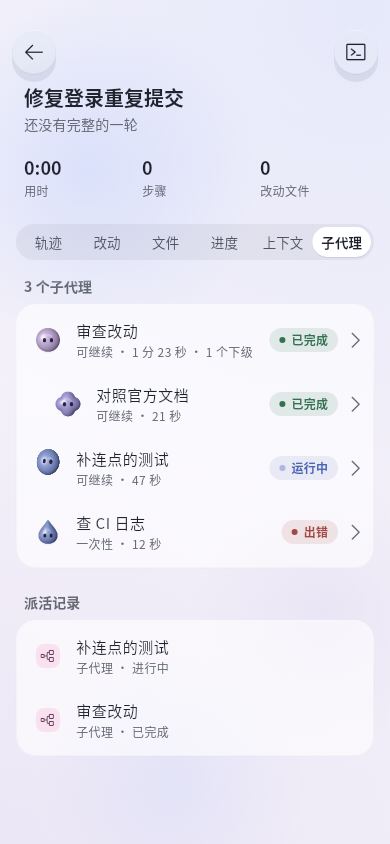 修复登录重复提交
还没有完整的一轮
0:00 0 0
用时 步骤 改动文件
轨迹 改动 文件 进度 上下文 子代理
3 个子代理
审查改动
可继续 · 1 分 23 秒 · 1 个下级
已完成
对照官方文档
可继续 · 21 秒
已完成
补连点的测试
可继续 · 47 秒
运行中
查 CI 日志
一次性 · 12 秒
出错
派活记录
补连点的测试
子代理 · 进行中
审查改动
子代理 · 已完成